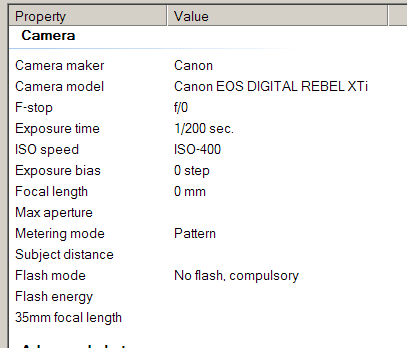 Property Value
Camera
Camera maker Canon
Camera model Canon EOS DIGITAL REBEL XTi
F-stop f/0
Exposure time 1/200 sec.
ISO speed ISO-400
Exposure bias 0 step
Focal length 0 mm
Max aperture
Metering mode Pattern
Subject distance
Flash mode No flash, compulsory
Flash energy
35mm focal length